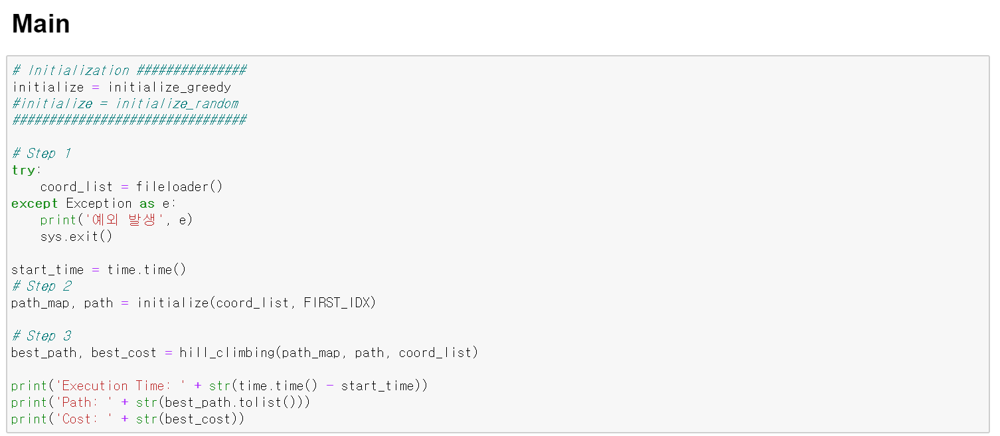 Main
# Initialization ###############
initialize = initialize_greedy
#initialize = initialize_random
################################
# Step 1
try:
    coord_list = fileloader()
except Exception as e:
    print('예외 발생', e)
    sys.exit()
start_time = time.time()
# Step 2
path_map, path = initialize(coord_list, FIRST_IDX)
# Step 3
best_path, best_cost = hill_climbing(path_map, path, coord_list)
print('Execution Time: ' + str(time.time() - start_time))
print('Path: ' + str(best_path.tolist()))
print('Cost: ' + str(best_cost))